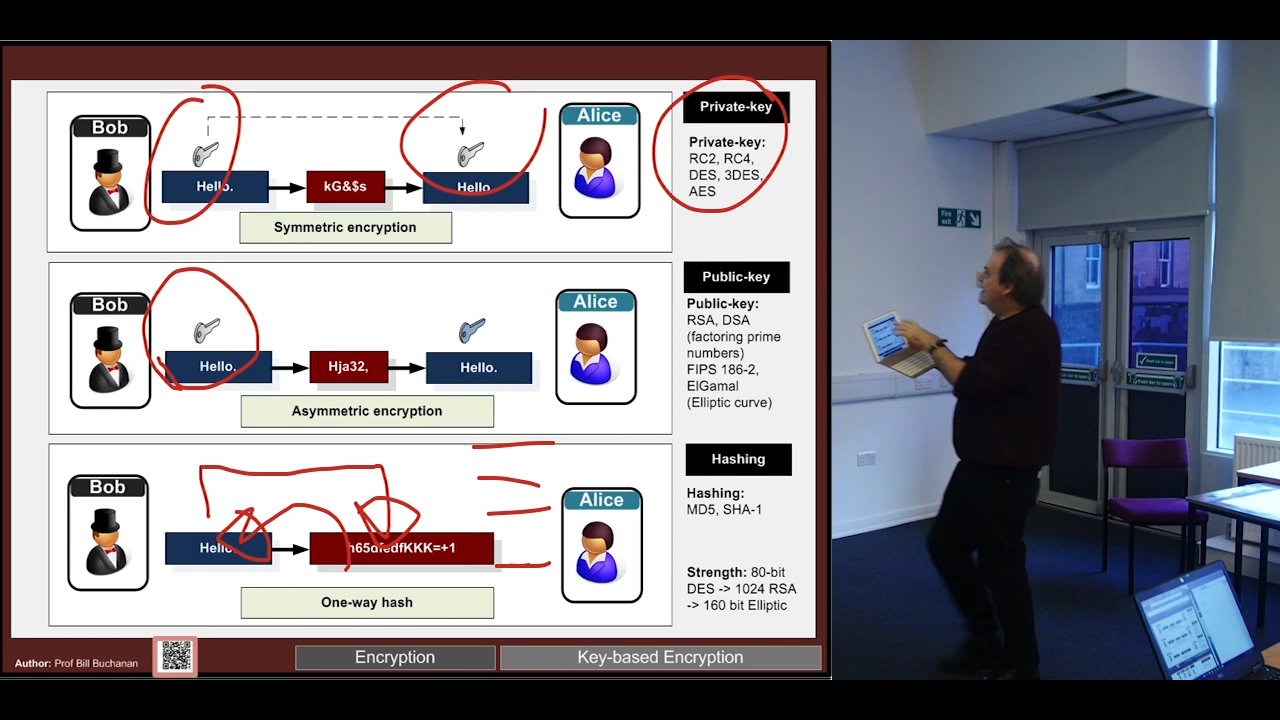 Bob
Hello.
kG&$s
Hello
Alice
Symmetric encryption
Private-key
Private-key:
RC2, RC4,
DES, 3DES,
AES
Bob
Hello.
Hja32,
Hello.
Alice
Asymmetric encryption
Public-key
Public-key:
RSA, DSA
(factoring prime
numbers)
FIPS 186-2,
ElGamal
(Elliptic curve)
Bob
Hello.
Alice
One-way hash
Hashing
Hashing:
MD5, SHA-1
Strength: 80-bit
DES -> 1024 RSA
-> 160 bit Elliptic
Author: Prof Bill Buchanan
Encryption
Key-based Encryption
Fire
exit